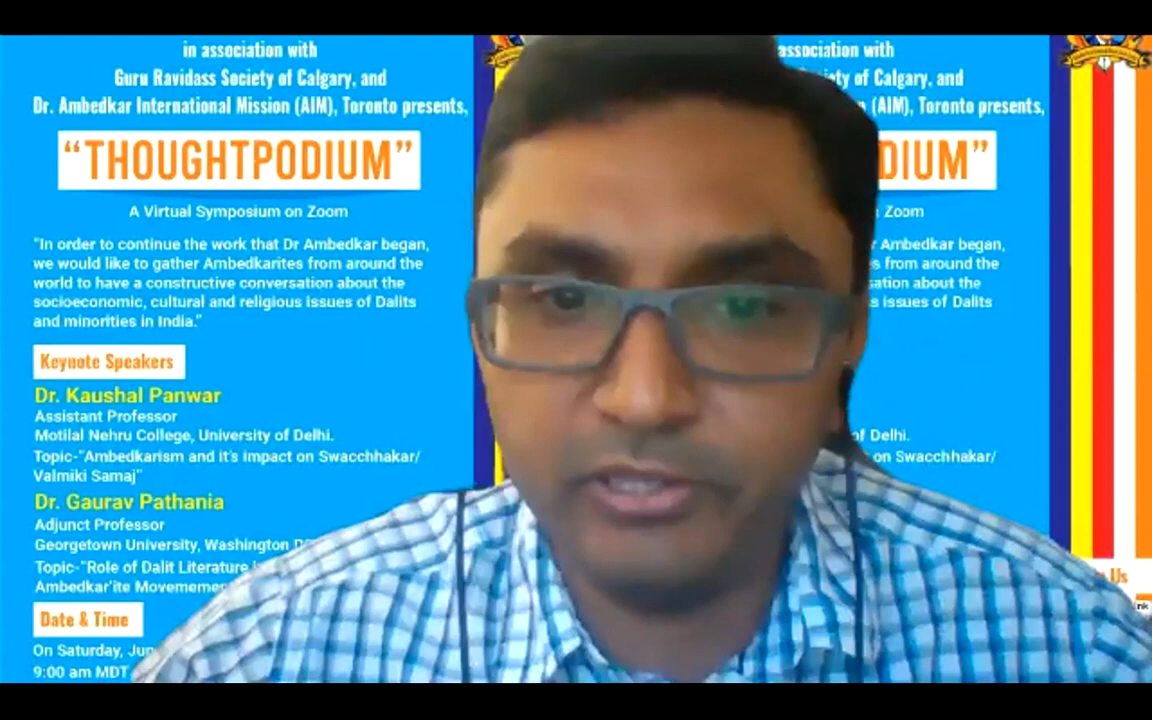 in association with
Guru Ravidass Society of Calgary, and
Dr. Ambedkar International Mission (AIM), Toronto presents,
"THOUGHTPODIUM"
A Virtual Symposium on Zoom
"In order to continue the work that Dr Ambedkar began,
we would like to gather Ambedkarites from around the
world to have a constructive conversation about the
socioeconomic, cultural and religious issues of Dalits
and minorities in India."
Keynote Speakers
Dr. Kaushal Panwar
Assistant Professor
Motilal Nehru College, University of Delhi.
Topic-"Ambedkarism and it's impact on Swacchhakar/
Valmiki Samaj"
Dr. Gaurav Pathania
Adjunct Professor
Georgetown University, Washington
Topic-"Role of Dalit Literature
Ambedkar'ite
Date & Time
On Saturday,
9:00 am MDT
association with
of Calgary, and
(AIM), Toronto presents,
DIUM"
Zoom
Ambedkar began,
from around the
about the
issues of Dalits
of Delhi.
on Swacchhakar/
Us